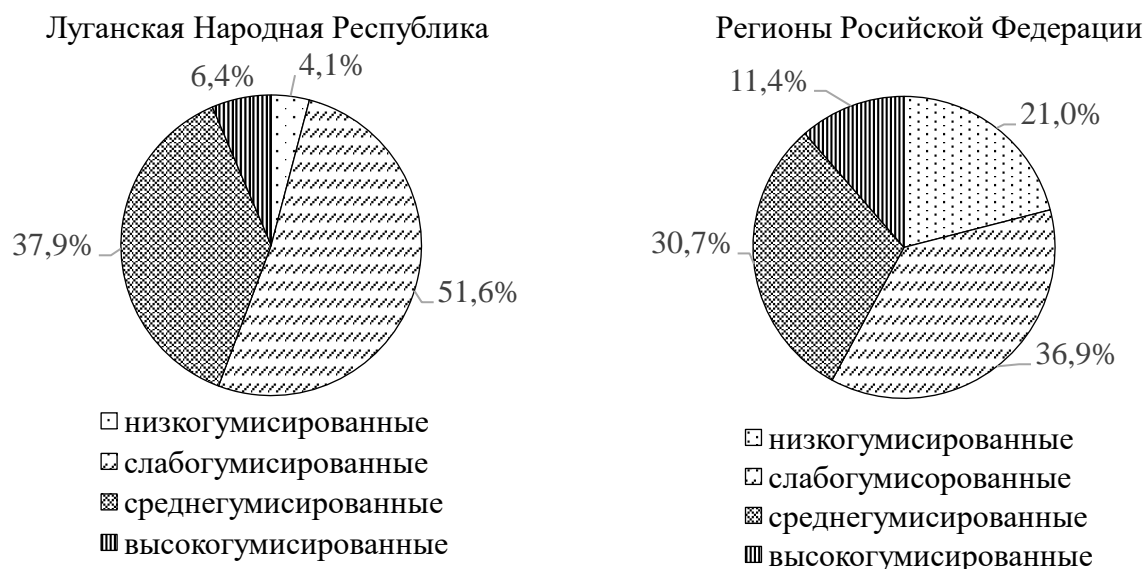 Луганская Народная Республика
6,4%
4,1%
37,9%
51,6%
низкогумисированные
слабогумисированные
среднегумисированные
высокогумисированные
Регионы Росийской Федерации
11,4%
21,0%
30,7%
36,9%
низкогумисированные
слабогумисорованные
среднегумисированные
высокогумисированные